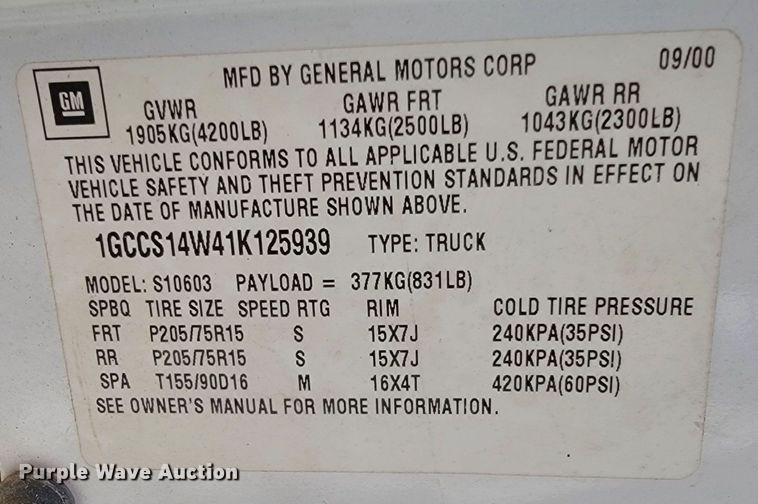 MFD BY GENERAL MOTORS CORP 09/00
GM
GVWR GAWR FRT GAWR RR
1905KG(4200LB) 1134KG(2500LB) 1043KG(2300LB)
THIS VEHICLE CONFORMS TO ALL APPLICABLE U.S. FEDERAL MOTOR
VEHICLE SAFETY AND THEFT PREVENTION STANDARDS IN EFFECT ON
THE DATE OF MANUFACTURE SHOWN ABOVE.
1GCCS14W41K125939 TYPE: TRUCK
MODEL: S10603 PAYLOAD = 377KG(831LB)
SPBQ TIRE SIZE SPEED RTG RIM COLD TIRE PRESSURE
FRT P205/75R15 S 15X7J 240KPA(35PSI)
RR P205/75R15 S 15X7J 240KPA(35PSI)
SPA T155/90D16 M 16X4T 420KPA(60PSI)
SEE OWNER'S MANUAL FOR MORE INFORMATION.
Purple Wave Auction